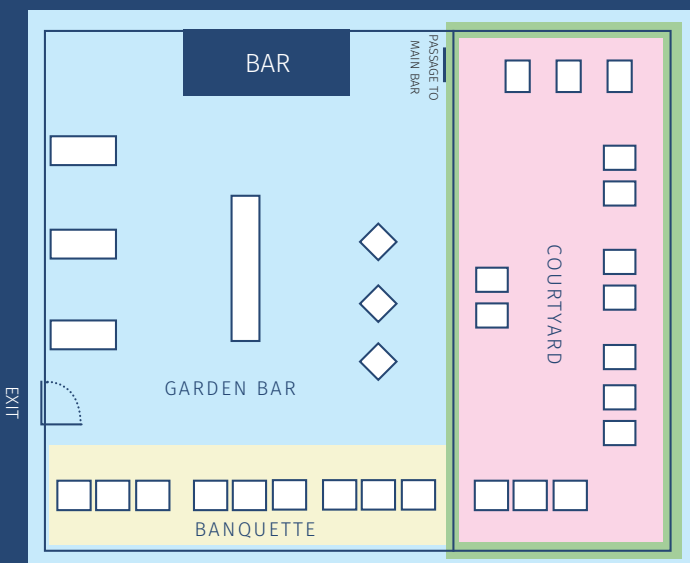 BAR
PASSAGE TO
MAIN BAR
COURTYARD
GARDEN BAR
EXIT
BANQUETTE